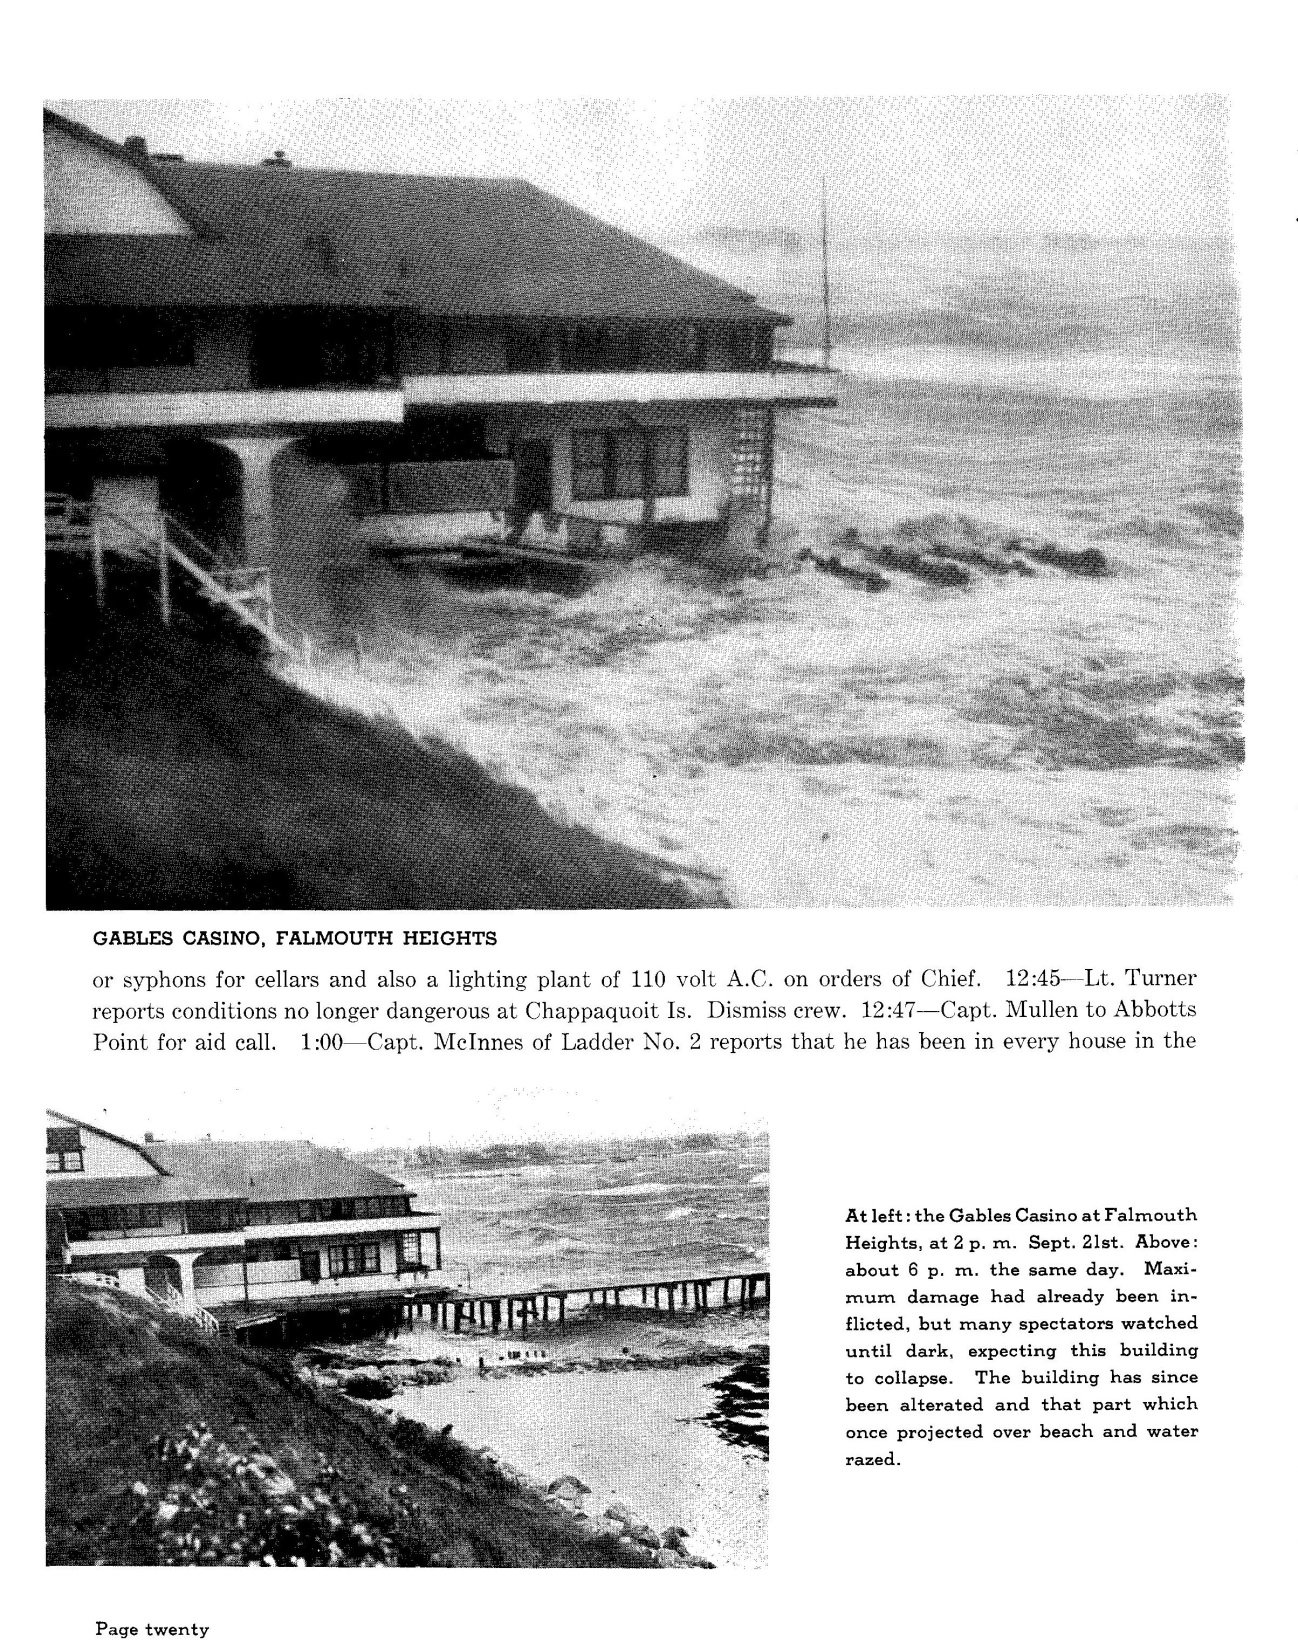 GABLES CASINO, FALMOUTH HEIGHTS
or syphons for cellars and also a lighting plant of 110 volt A.C. on orders of Chief. 12:45—Lt. Turner
reports conditions no longer dangerous at Chappaquoit Is. Dismiss crew. 12:47—Capt. Mullen to Abbotts
Point for aid call. 1:00—Capt. McInnes of Ladder No. 2 reports that he has been in every house in the
At left: the Gables Casino at Falmouth
Heights, at 2 p. m. Sept. 21st. Above:
about 6 p. m. the same day. Maxi-
mum damage had already been in-
flicted, but many spectators watched
until dark, expecting this building
to collapse. The building has since
been alterated and that part which
once projected over beach and water
razed.
Page twenty